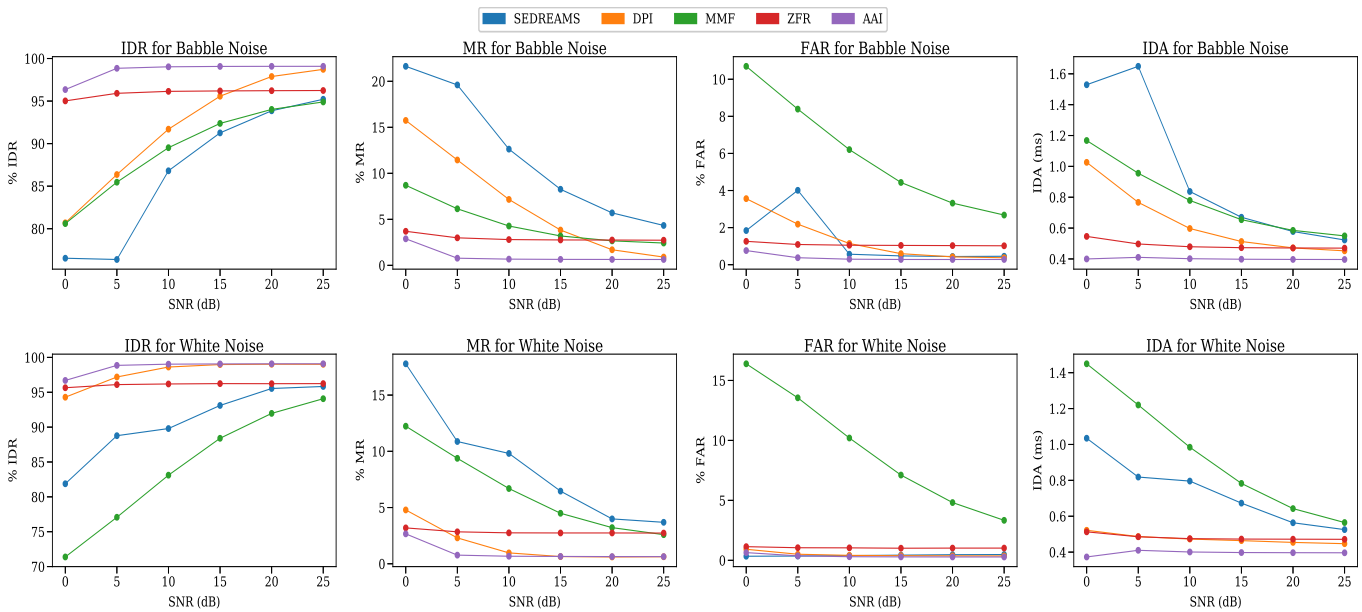 SEDREAMS DPI MMF ZFR AAI
IDR for Babble Noise
% IDR
100
95
90
85
80
0 5 10 15 20 25
SNR (dB)
MR for Babble Noise
% MR
20
15
10
5
0
0 5 10 15 20 25
SNR (dB)
FAR for Babble Noise
% FAR
10
8
6
4
2
0
0 5 10 15 20 25
SNR (dB)
IDA for Babble Noise
IDA (ms)
1.6
1.4
1.2
1.0
0.8
0.6
0.4
0 5 10 15 20 25
SNR (dB)
IDR for White Noise
% IDR
100
95
90
85
80
75
70
0 5 10 15 20 25
SNR (dB)
MR for White Noise
% MR
15
10
5
0
0 5 10 15 20 25
SNR (dB)
FAR for White Noise
% FAR
15
10
5
0
0 5 10 15 20 25
SNR (dB)
IDA for White Noise
IDA (ms)
1.4
1.2
1.0
0.8
0.6
0.4
0 5 10 15 20 25
SNR (dB)